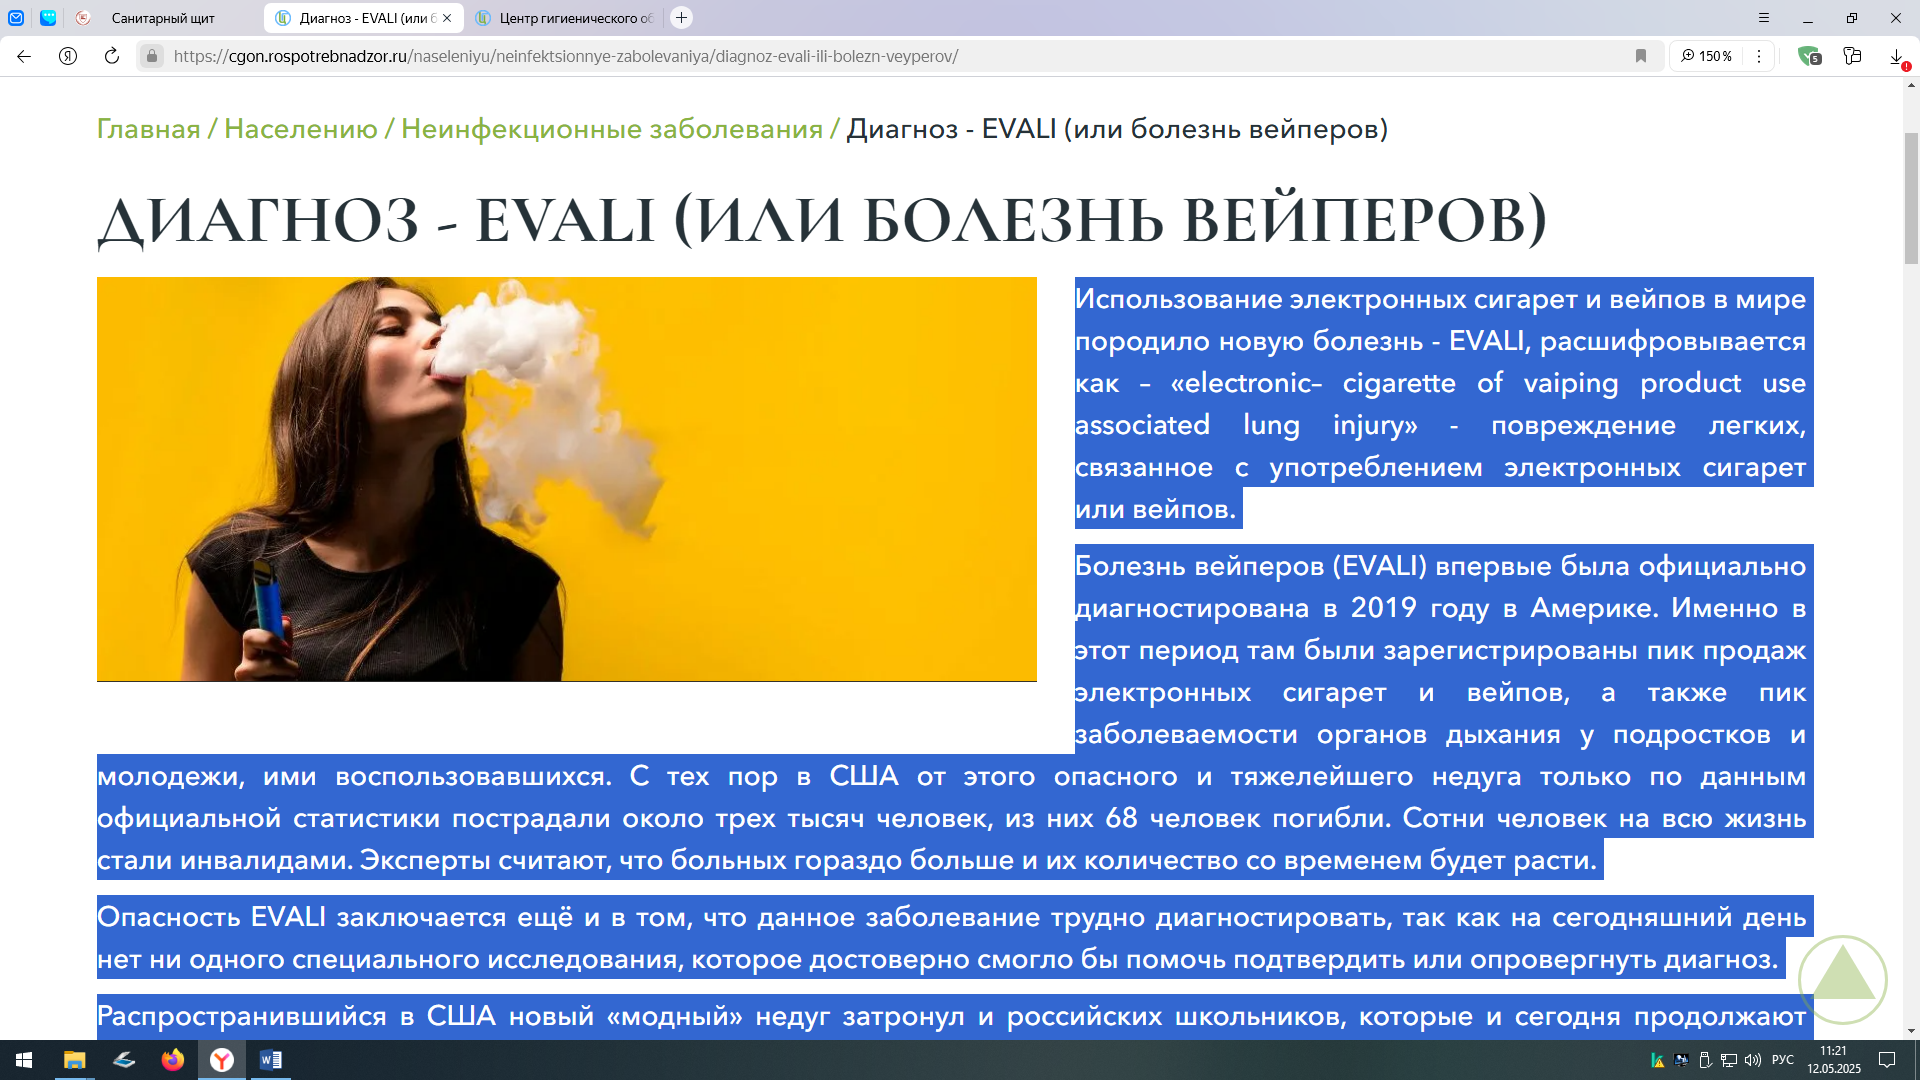 Санитарный щит
Диагноз - EVALI (или б
Центр гигиенического об
https://cgon.rospotrebnadzor.ru/naseleniyu/neinfektsionnye-zabolevaniya/diagnoz-evali-ili-bolezn-veyperov/
150%
5
Главная / Населению / Неинфекционные заболевания / Диагноз - EVALI (или болезнь вейперов)
ДИАГНОЗ - EVALI (ИЛИ БОЛЕЗНЬ ВЕЙПЕРОВ)
Использование электронных сигарет и вейпов в мире
породило новую болезнь - EVALI, расшифровывается
как – «electronic– cigarette of vaiping product use
associated lung injury» - повреждение легких,
связанное с употреблением электронных сигарет
или вейпов.
Болезнь вейперов (EVALI) впервые была официально
диагностирована в 2019 году в Америке. Именно в
этот период там были зарегистрированы пик продаж
электронных сигарет и вейпов, а также пик
заболеваемости органов дыхания у подростков и
молодежи, ими воспользовавшихся. С тех пор в США от этого опасного и тяжелейшего недуга только по данным
официальной статистики пострадали около трех тысяч человек, из них 68 человек погибли. Сотни человек на всю жизнь
стали инвалидами. Эксперты считают, что больных гораздо больше и их количество со временем будет расти.
Опасность EVALI заключается ещё и в том, что данное заболевание трудно диагностировать, так как на сегодняшний день
нет ни одного специального исследования, которое достоверно смогло бы помочь подтвердить или опровергнуть диагноз.
Распространившийся в США новый «модный» недуг затронул и российских школьников, которые и сегодня продолжают
РУС
11:21
12.05.2025